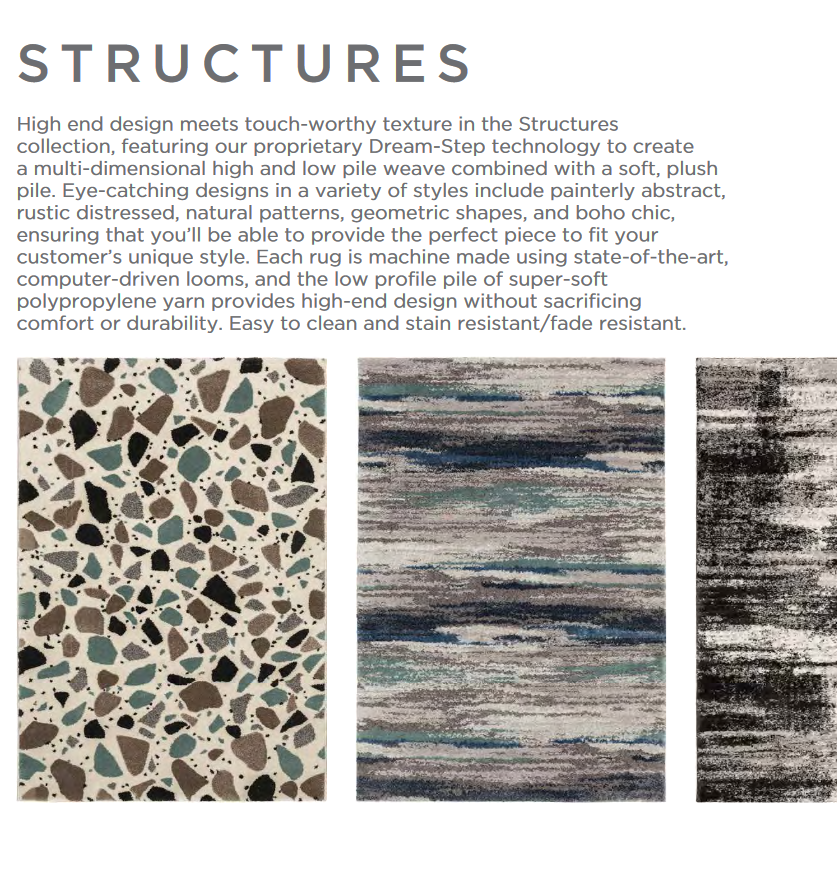 STRUCTURES
High end design meets touch-worthy texture in the Structures
collection, featuring our proprietary Dream-Step technology to create
a multi-dimensional high and low pile weave combined with a soft, plush
pile. Eye-catching designs in a variety of styles include painterly abstract,
rustic distressed, natural patterns, geometric shapes, and boho chic,
ensuring that you’ll be able to provide the perfect piece to fit your
customer’s unique style. Each rug is machine made using state-of-the-art,
computer-driven looms, and the low profile pile of super-soft
polypropylene yarn provides high-end design without sacrificing
comfort or durability. Easy to clean and stain resistant/fade resistant.